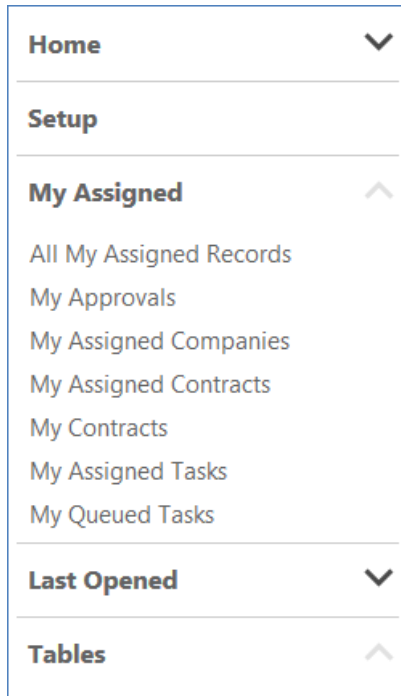 Home
Setup
My Assigned
All My Assigned Records
My Approvals
My Assigned Companies
My Assigned Contracts
My Contracts
My Assigned Tasks
My Queued Tasks
Last Opened
Tables